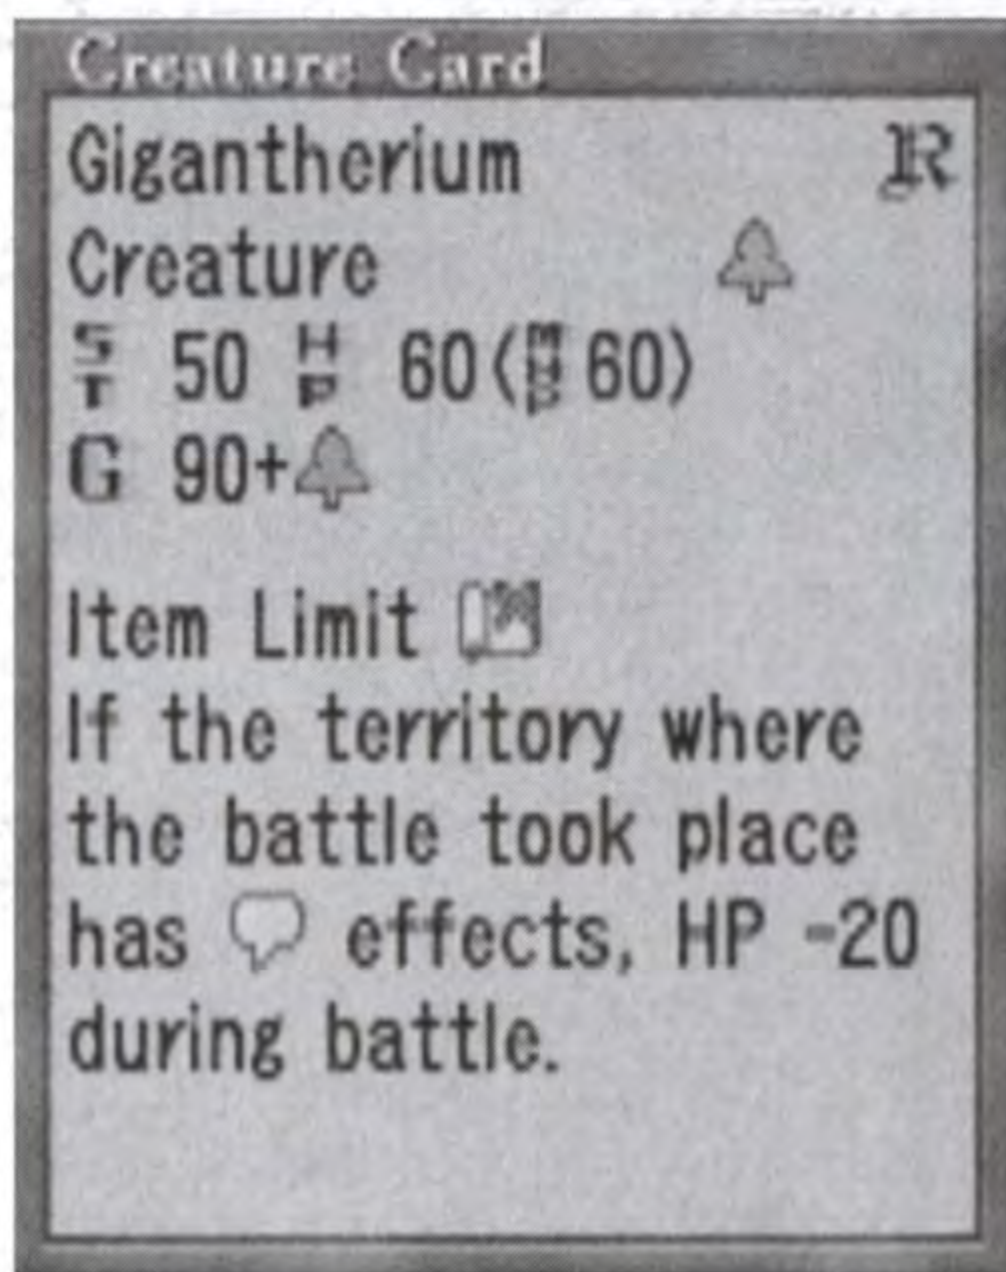 Creature Card
Gigantherium R
Creature
ST 50 HP 60(MHP 60)
G 90+
Item Limit
If the territory where
the battle took place
has effects, HP -20
during battle.